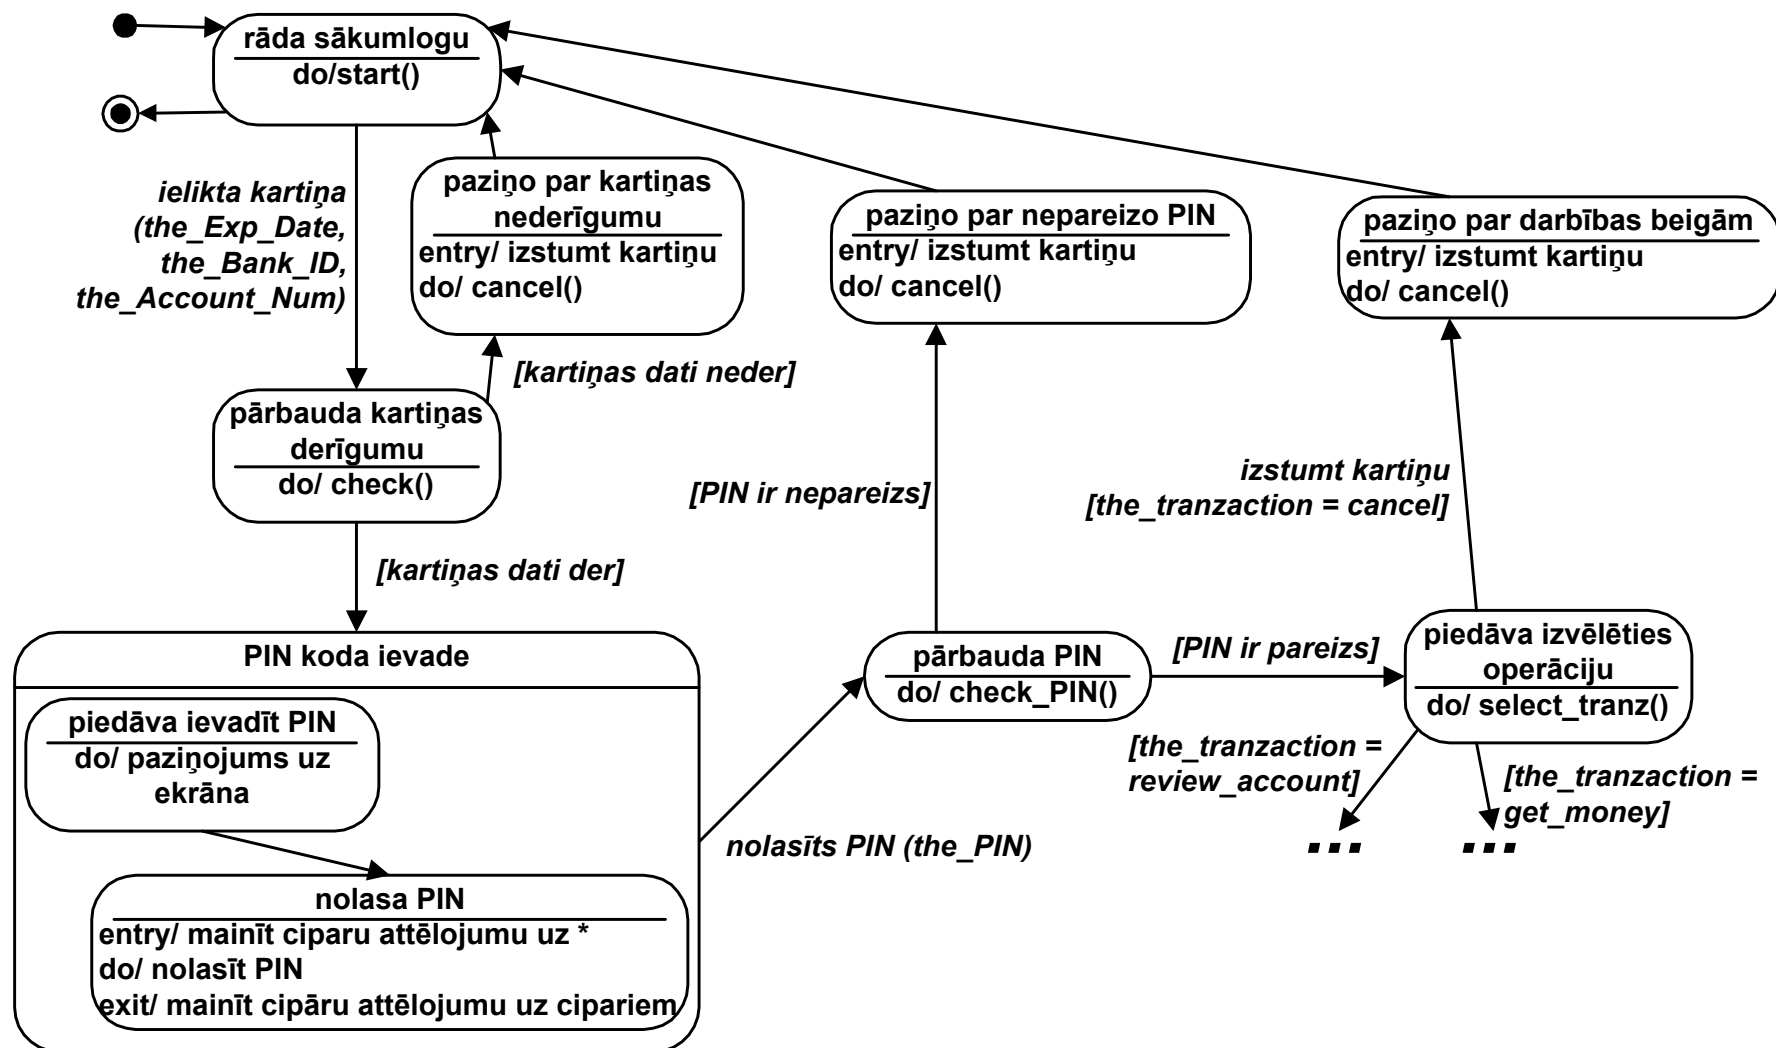 rāda sākumlogu
do/start()
ielikta kartiņa
(the_Exp_Date,
the_Bank_ID,
the_Account_Num)
paziņo par kartiņas
nederīgumu
entry/ izstumt kartiņu
do/ cancel()
paziņo par nepareizo PIN
entry/ izstumt kartiņu
do/ cancel()
paziņo par darbības beigām
entry/ izstumt kartiņu
do/ cancel()
[kartiņas dati neder]
pārbauda kartiņas
derīgumu
do/ check()
[PIN ir nepareizs]
izstumt kartiņu
[the_tranzaction = cancel]
[kartiņas dati der]
PIN koda ievade
piedāva ievadīt PIN
do/ paziņojums uz
ekrāna
nolasa PIN
entry/ mainīt ciparu attēlojumu uz *
do/ nolasīt PIN
exit/ mainīt cipāru attēlojumu uz cipariem
nolasīts PIN (the_PIN)
pārbauda PIN
do/ check_PIN()
[PIN ir pareizs]
piedāva izvēlēties
operāciju
do/ select_tranz()
[the_tranzaction =
review_account]
[the_tranzaction =
get_money]
...
...